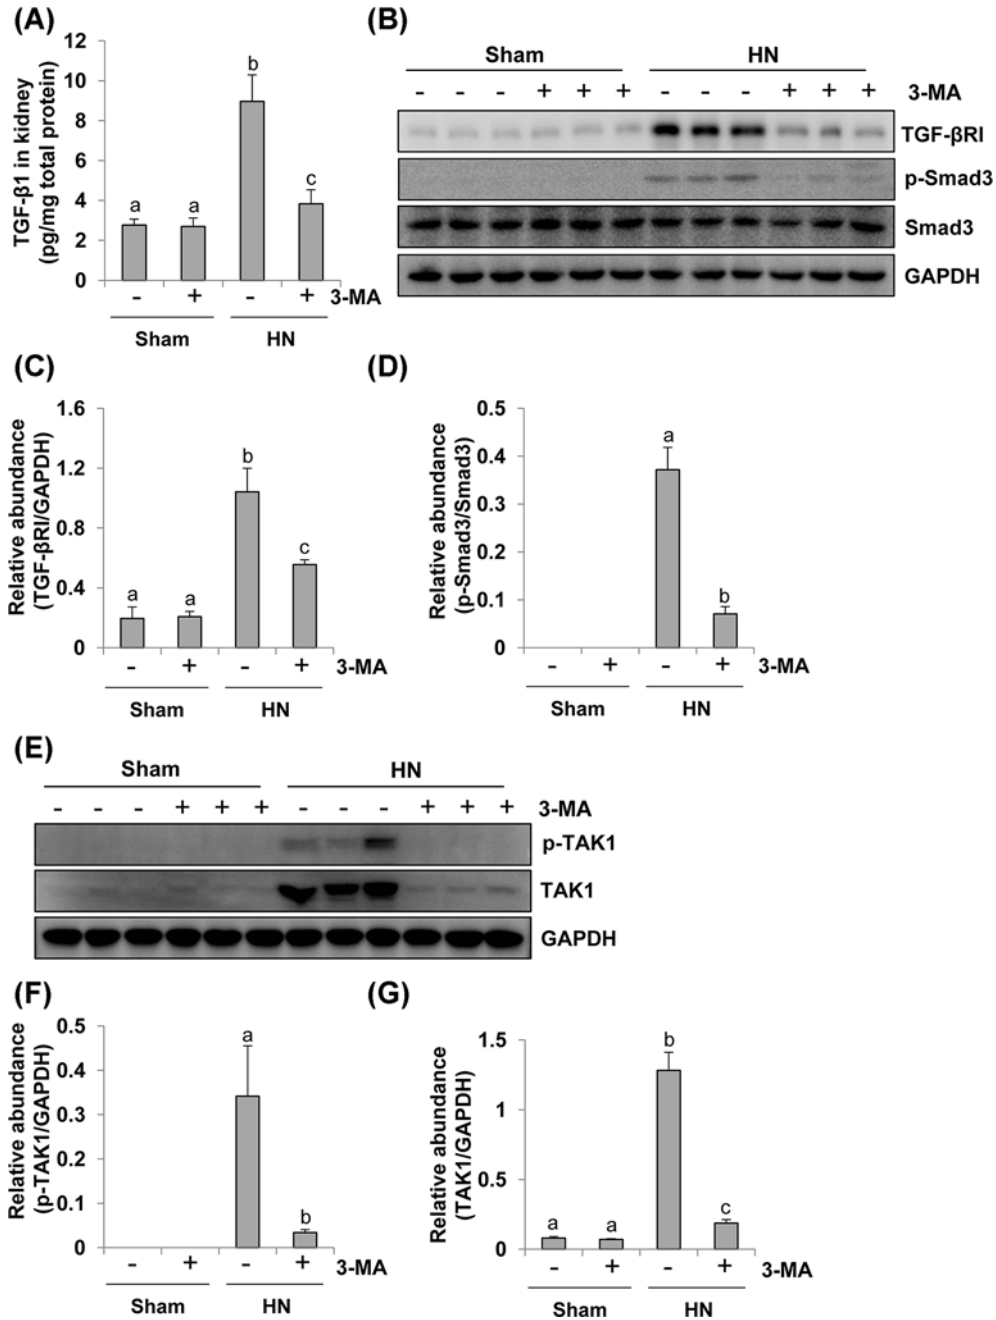 (A)
12
10
8
6
4
2
0
TGF-β1 in kidney
(pg/mg total protein)
a
a
b
c
- + - + 3-MA
Sham HN
(B)
Sham HN
- - - + + + - - - + + + 3-MA
TGF-βRI
p-Smad3
Smad3
GAPDH
(C)
1.6
1.2
0.8
0.4
0
Relative abundance
(TGF-βRI/GAPDH)
a
a
b
c
- + - + 3-MA
Sham HN
(D)
0.5
0.4
0.3
0.2
0.1
0
Relative abundance
(p-Smad3/Smad3)
a
b
- + - + 3-MA
Sham HN
(E)
Sham HN
- - - + + + - - - + + + 3-MA
p-TAK1
TAK1
GAPDH
(F)
0.5
0.4
0.3
0.2
0.1
0
Relative abundance
(p-TAK1/GAPDH)
a
b
- + - + 3-MA
Sham HN
(G)
1.5
1
0.5
0
Relative abundance
(TAK1/GAPDH)
a
a
b
c
- + - + 3-MA
Sham HN